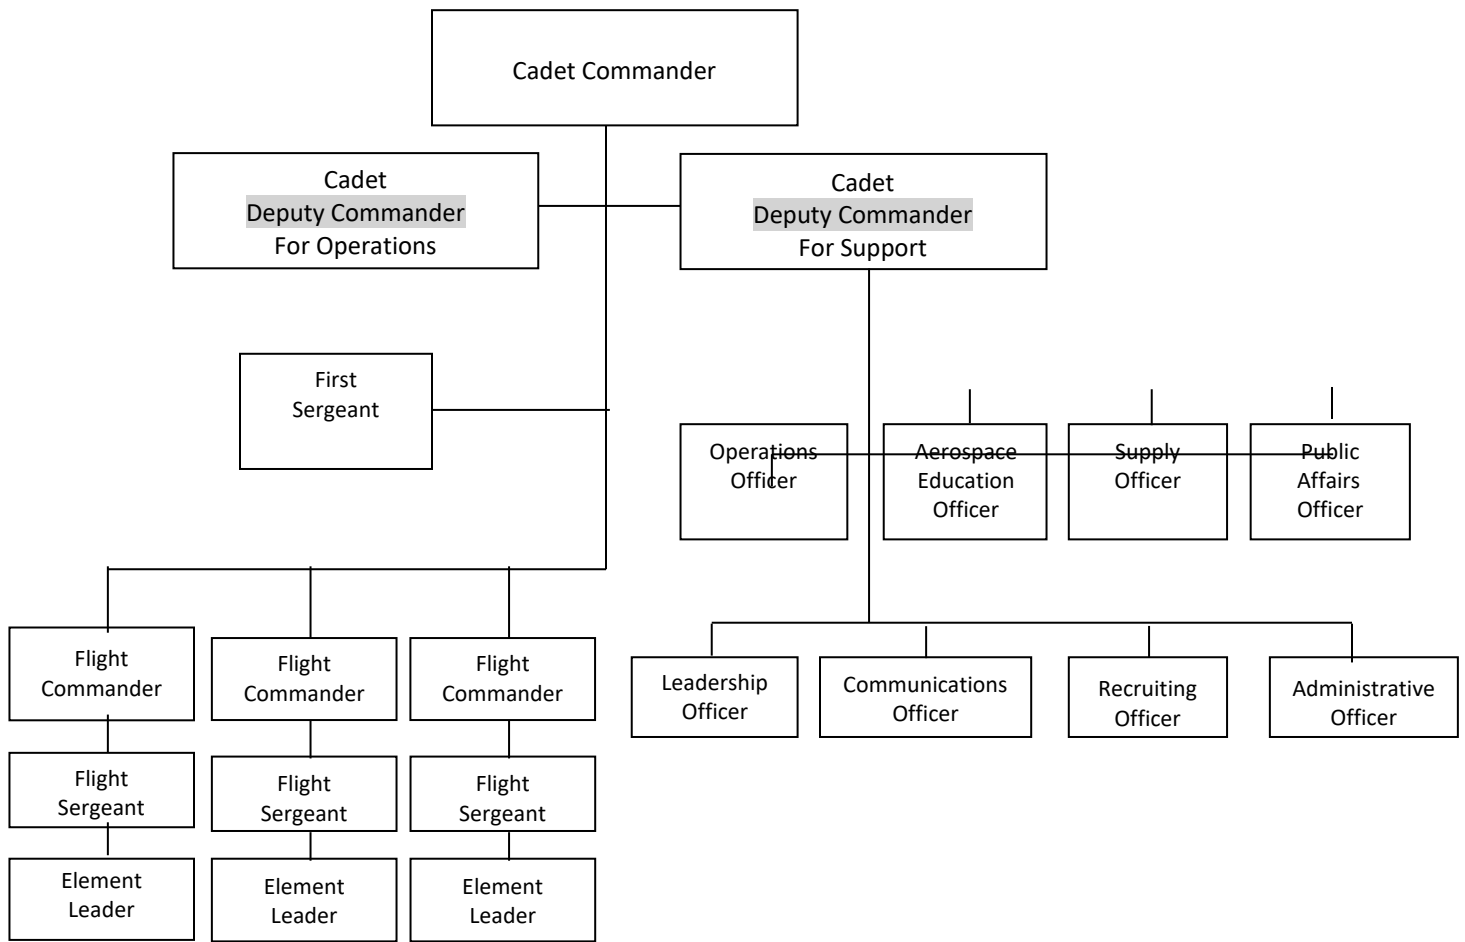 Cadet Commander
Cadet
Deputy Commander
For Operations
Cadet
Deputy Commander
For Support
First
Sergeant
Operations
Officer
Aerospace
Education
Officer
Supply
Officer
Public
Affairs
Officer
Flight
Commander
Flight
Commander
Flight
Commander
Leadership
Officer
Communications
Officer
Recruiting
Officer
Administrative
Officer
Flight
Sergeant
Flight
Sergeant
Flight
Sergeant
Element
Leader
Element
Leader
Element
Leader